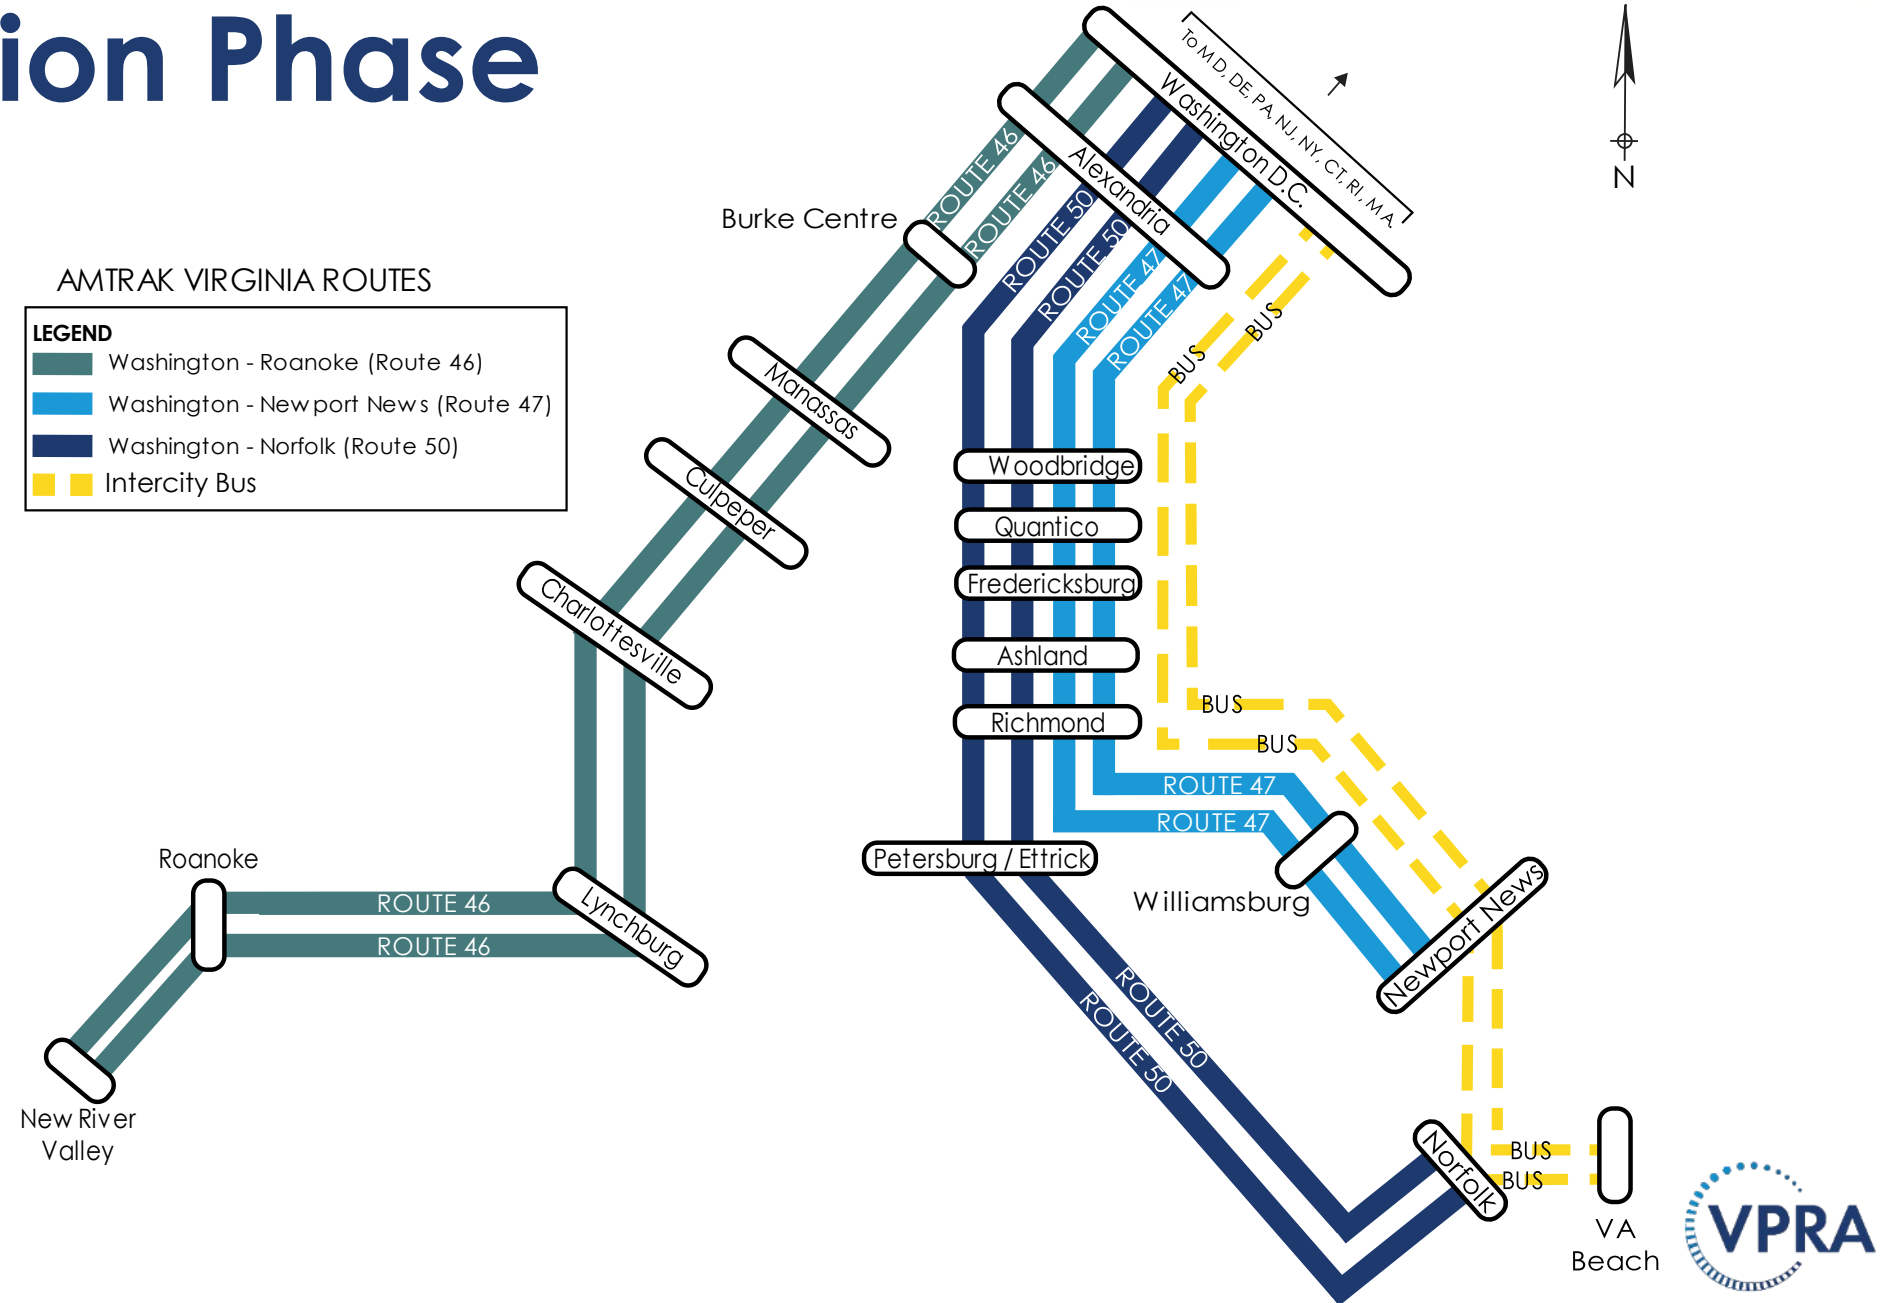 ion Phase
To MD, DE, PA, NJ, NY, CT, RI, MA
N
Washington D.C.
Alexandria
ROUTE 46
ROUTE 46
ROUTE 50
ROUTE 50
ROUTE 47
ROUTE 47
Burke Centre
BUS
BUS
AMTRAK VIRGINIA ROUTES
LEGEND
Washington - Roanoke (Route 46)
Washington - Newport News (Route 47)
Washington - Norfolk (Route 50)
Intercity Bus
Manassas
Culpeper
Charlottesville
Woodbridge
Quantico
Fredericksburg
Ashland
Richmond
BUS
BUS
ROUTE 47
ROUTE 47
Petersburg / Ettrick
Williamsburg
Newport News
Roanoke
ROUTE 46
ROUTE 46
Lynchburg
New River
Valley
ROUTE 50
ROUTE 50
Norfolk
BUS
BUS
VA
Beach
VPRA